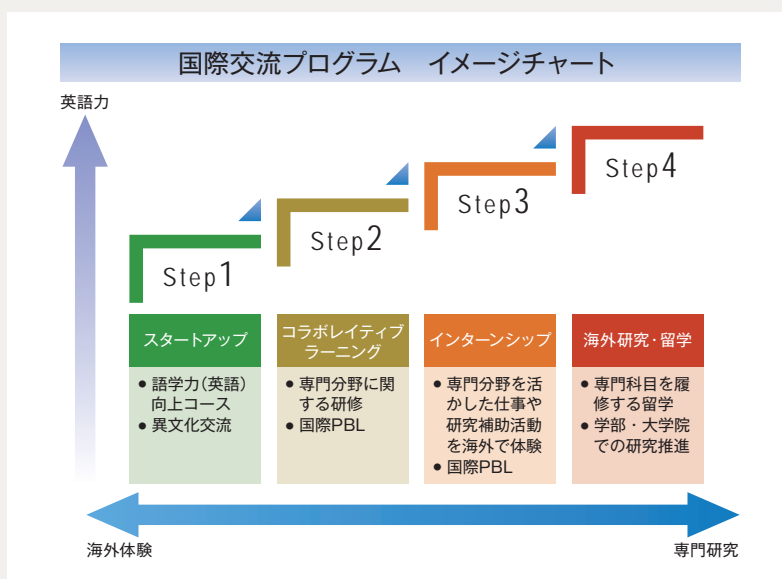 国際交流プログラム　イメージチャート
英語力
Step1
Step2
Step3
Step4
スタートアップ
● 語学力(英語)
向上コース
● 異文化交流
コラボレイティブ
ラーニング
● 専門分野に関
する研修
● 国際PBL
インターンシップ
● 専門分野を活
かした仕事や
研究補助活動
を海外で体験
● 国際PBL
海外研究・留学
● 専門科目を履
修する留学
● 学部・大学院
での研究推進
海外体験
専門研究